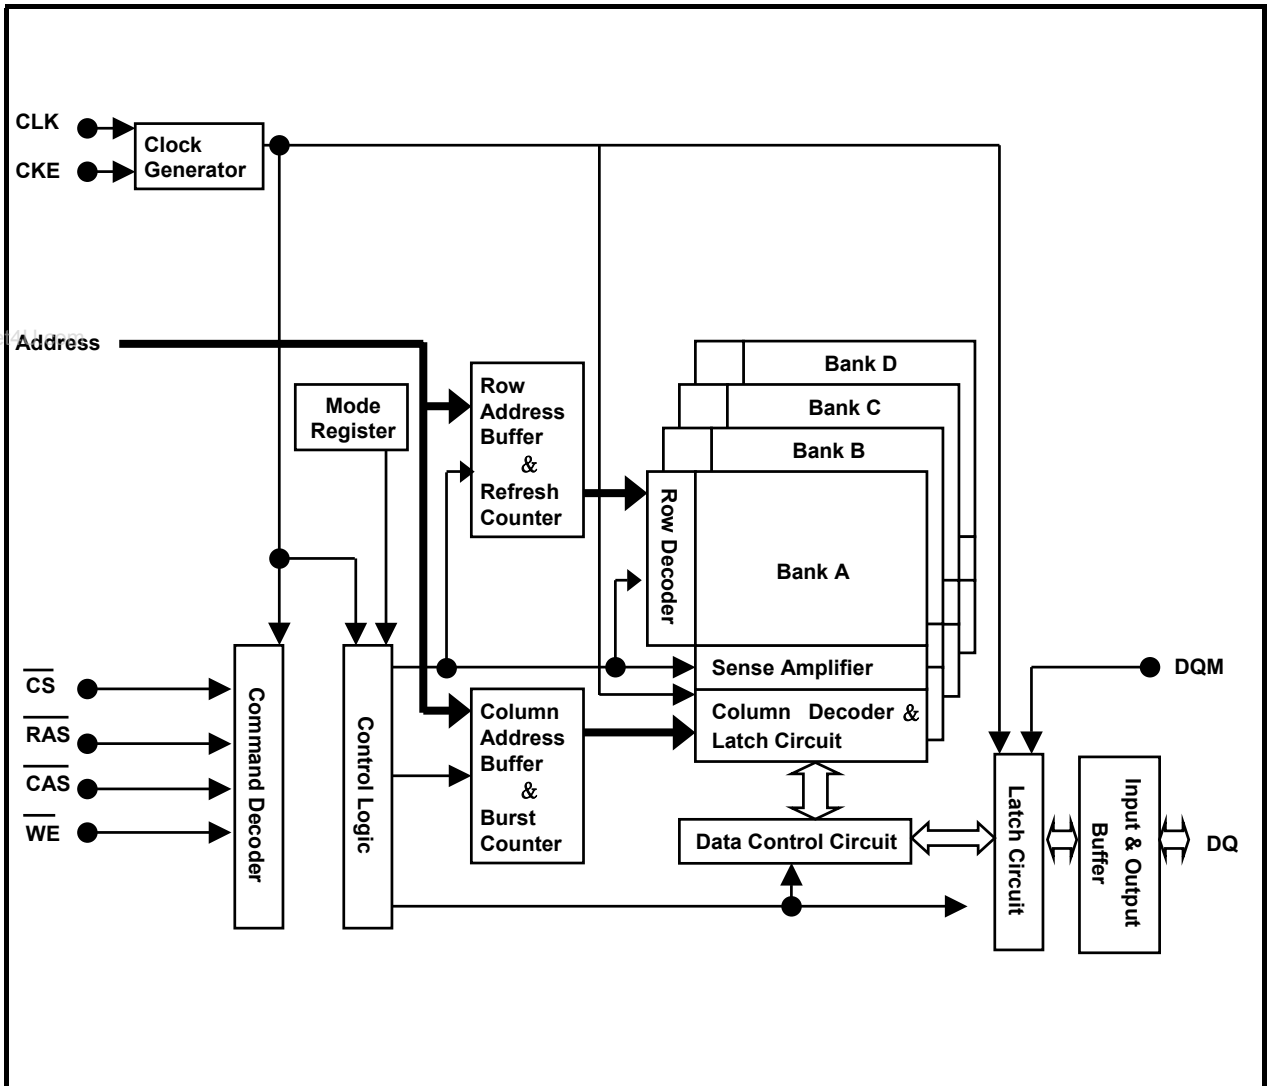 CLK
CKE
Clock
Generator
Address
Mode
Register
Row
Address
Buffer
&
Refresh
Counter
Bank D
Bank C
Bank B
Bank A
Row Decoder
Sense Amplifier
Column Decoder &
Latch Circuit
CS
RAS
CAS
WE
Command Decoder
Control Logic
Column
Address
Buffer
&
Burst
Counter
Data Control Circuit
DQM
Latch Circuit
Input & Output
Buffer
DQ